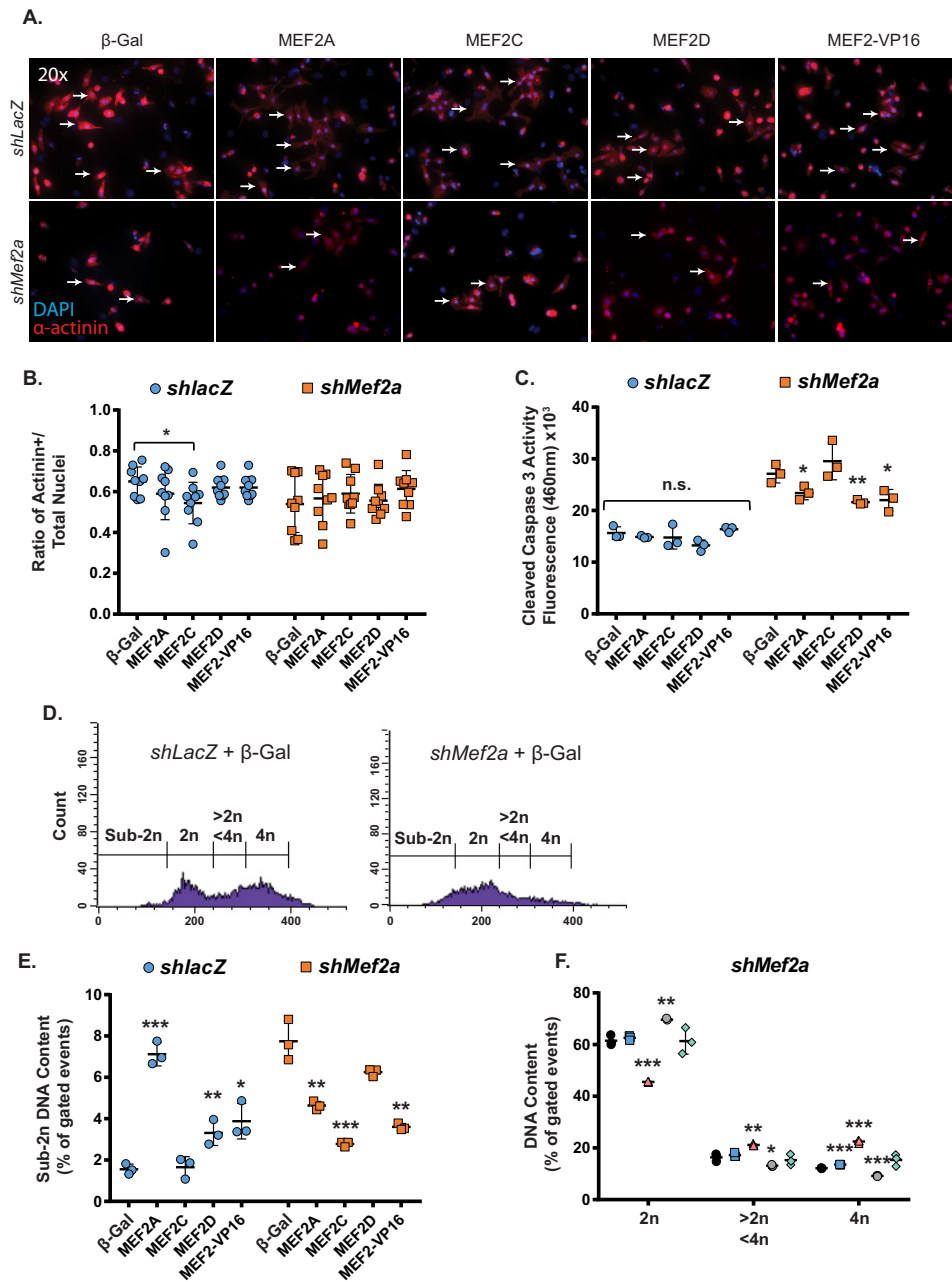 A.
β-Gal MEF2A MEF2C MEF2D MEF2-VP16
20x
shLacZ
shMef2a
DAPI
α-actinin
B.
shlacZ shMef2a
Ratio of Actinin+/
Total Nuclei
1.0
0.8
0.6
0.4
0.2
0.0
*
β-Gal MEF2A MEF2C MEF2D MEF2-VP16 β-Gal MEF2A MEF2C MEF2D MEF2-VP16
C.
shlacZ shMef2a
Cleaved Caspase 3 Activity
Fluorescence (460nm) x10³
40
30
20
10
0
n.s.
* ** *
β-Gal MEF2A MEF2C MEF2D MEF2-VP16 β-Gal MEF2A MEF2C MEF2D MEF2-VP16
D.
shLacZ + β-Gal
Count
160
120
80
40
0
Sub-2n 2n >2n <4n 4n
0 200 400
shMef2a + β-Gal
160
120
80
40
0
Sub-2n 2n >2n <4n 4n
0 200 400
E.
shlacZ shMef2a
Sub-2n DNA Content
(% of gated events)
10
8
6
4
2
0
*** ** * ** *** **
β-Gal MEF2A MEF2C MEF2D MEF2-VP16 β-Gal MEF2A MEF2C MEF2D MEF2-VP16
F.
shMef2a
DNA Content
(% of gated events)
80
60
40
20
0
*** ** ** * *** *** ***
2n >2n 4n
<4n